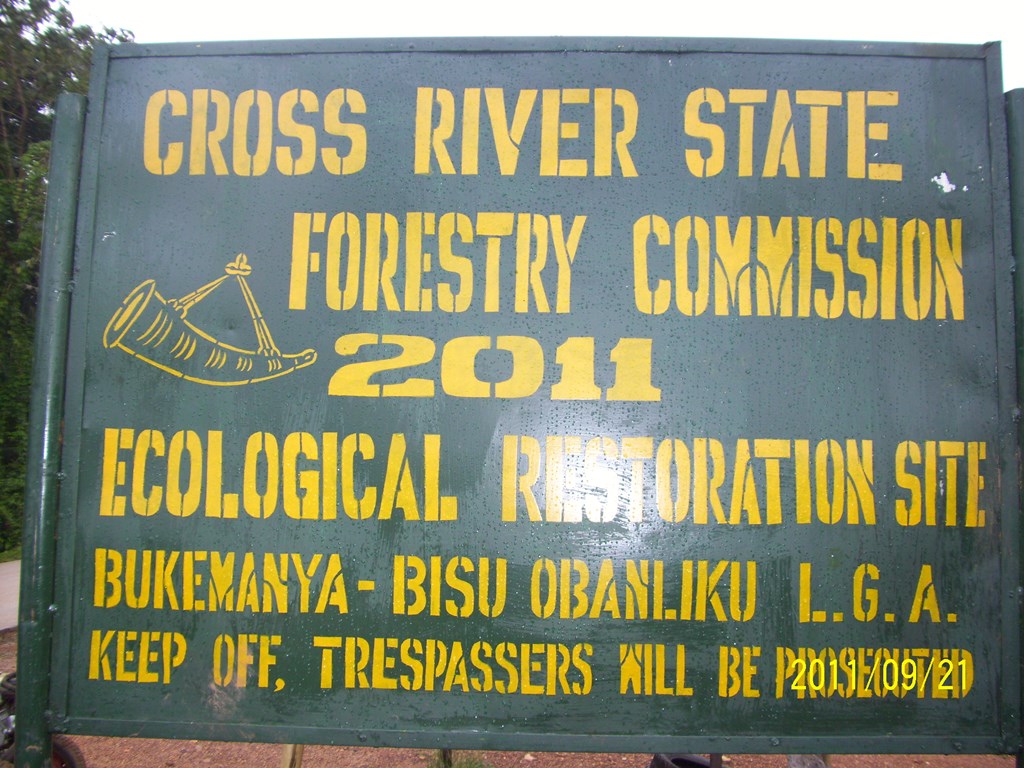 CROSS RIVER STATE
FORESTRY COMMISSION
2011
ECOLOGICAL RESTORATION SITE
BUKEMANYA - BISU OBANLIKU L.G.A.
KEEP OFF, TRESPASSERS WILL BE PROSECUTED
2011/09/21